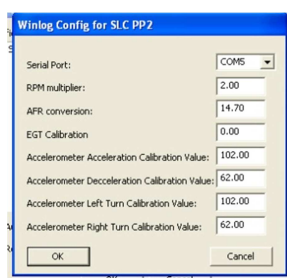 Winlog Config for SLC PP2
Serial Port: COM5
RPM multiplier: 2.00
AFR conversion: 14.70
EGT Calibration 0.00
Accelerometer Acceleration Calibration Value: 102.00
Accelerometer Decceleration Calibration Value: 62.00
Accelerometer Left Turn Calibration Value: 102.00
Accelerometer Right Turn Calibration Value: 62.00
OK Cancel